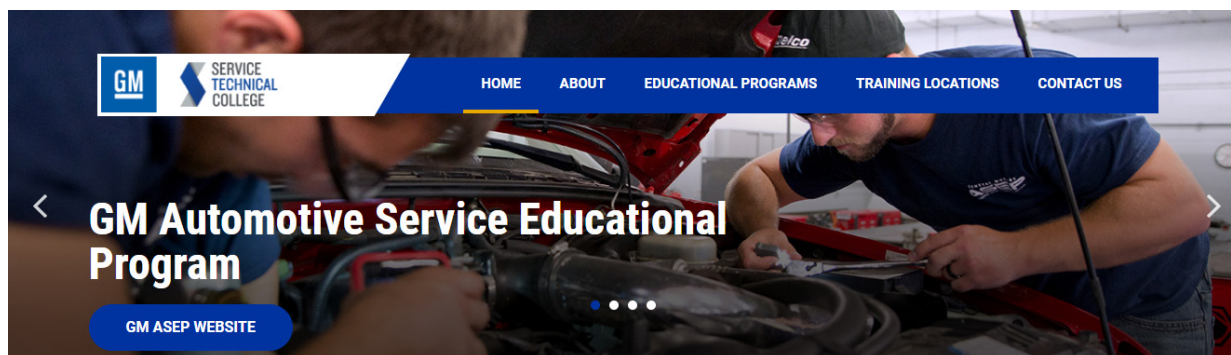 GM
SERVICE
TECHNICAL
COLLEGE
HOME ABOUT EDUCATIONAL PROGRAMS TRAINING LOCATIONS CONTACT US
ASEP
GM Automotive Service Educational
Program
GM ASEP WEBSITE